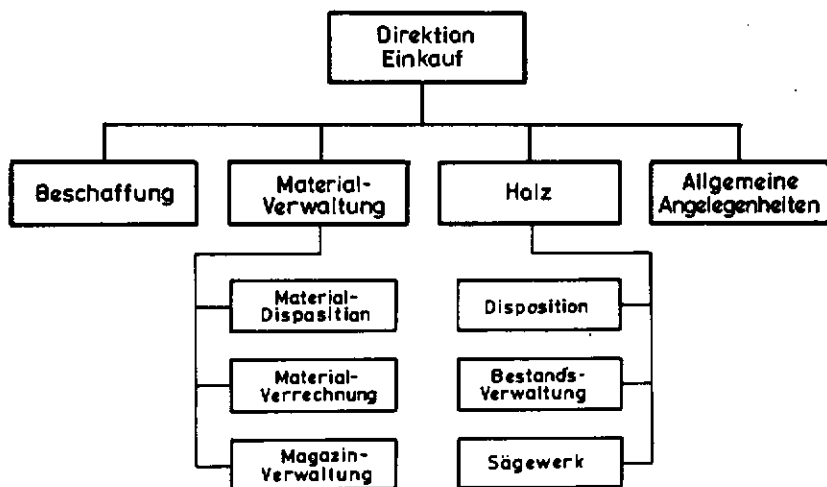 Direktion
Einkauf
Beschaffung
Material-
Verwaltung
Holz
Allgemeine
Angelegenheiten
Material-
Disposition
Disposition
Material-
Verrechnung
Bestands-
Verwaltung
Magazin-
Verwaltung
Sägewerk